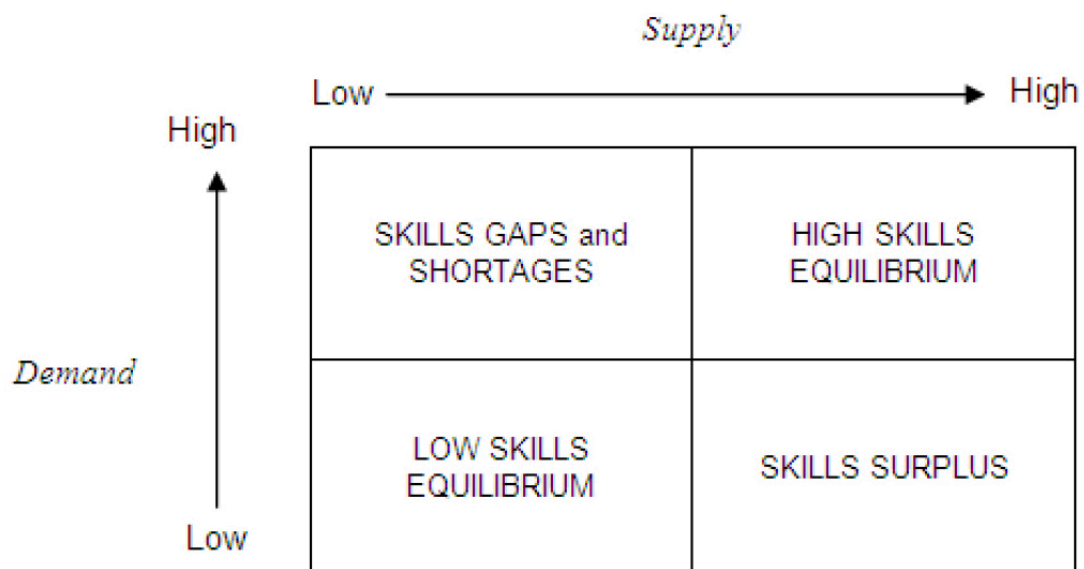 Supply
Low
High
High
SKILLS GAPS and
SHORTAGES
HIGH SKILLS
EQUILIBRIUM
Demand
LOW SKILLS
EQUILIBRIUM
SKILLS SURPLUS
Low